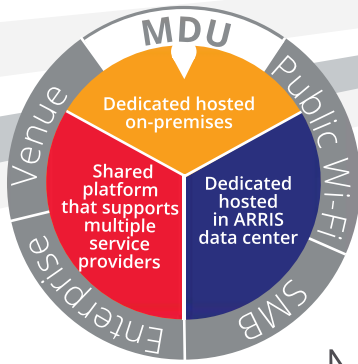 MDU
Public Wi-Fi
SMB
Enterprise
Venue
Dedicated hosted
on-premises
Shared
platform
that supports
multiple
service
providers
Dedicated
hosted
in ARRIS
data center